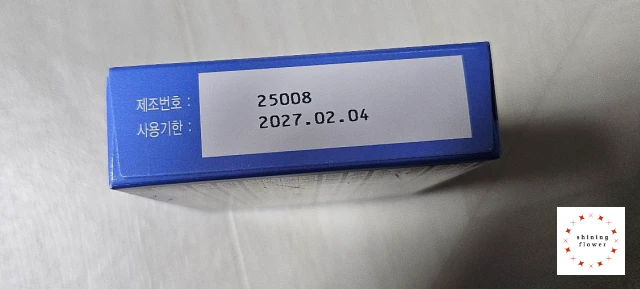 제조번호 : 25008
사용기한 : 2027.02.04
shining
flower